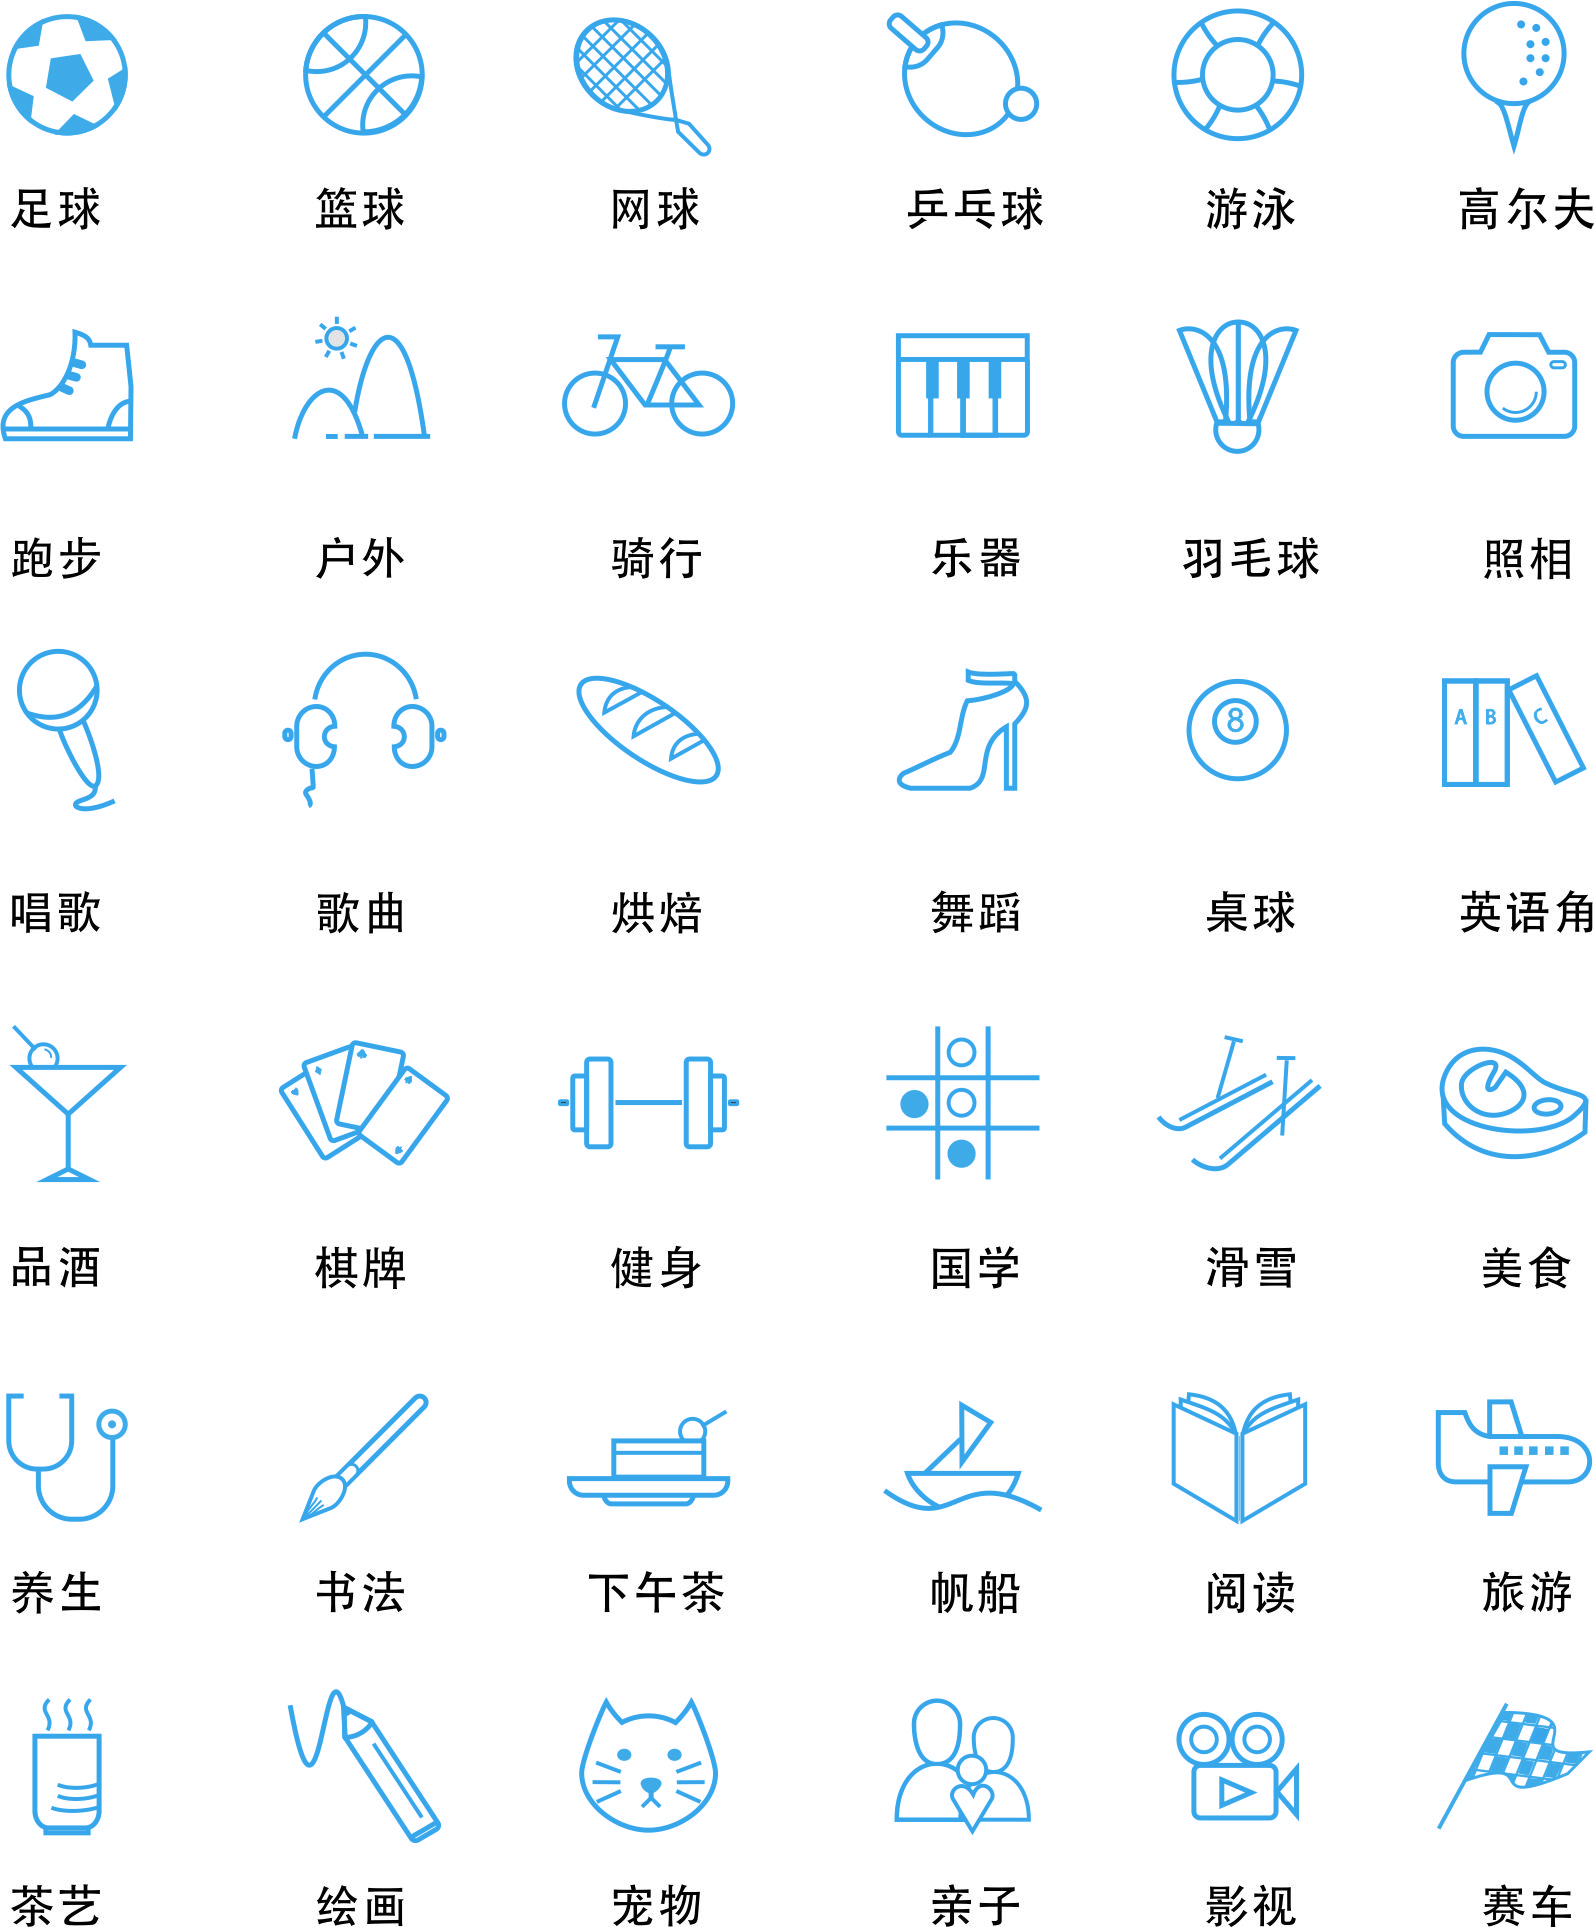 足球 篮球 网球 乒乓球 游泳 高尔夫
跑步 户外 骑行 乐器 羽毛球 照相
8 A B C
唱歌 歌曲 烘焙 舞蹈 桌球 英语角
品酒 棋牌 健身 国学 滑雪 美食
养生 书法 下午茶 帆船 阅读 旅游
茶艺 绘画 宠物 亲子 影视 赛车